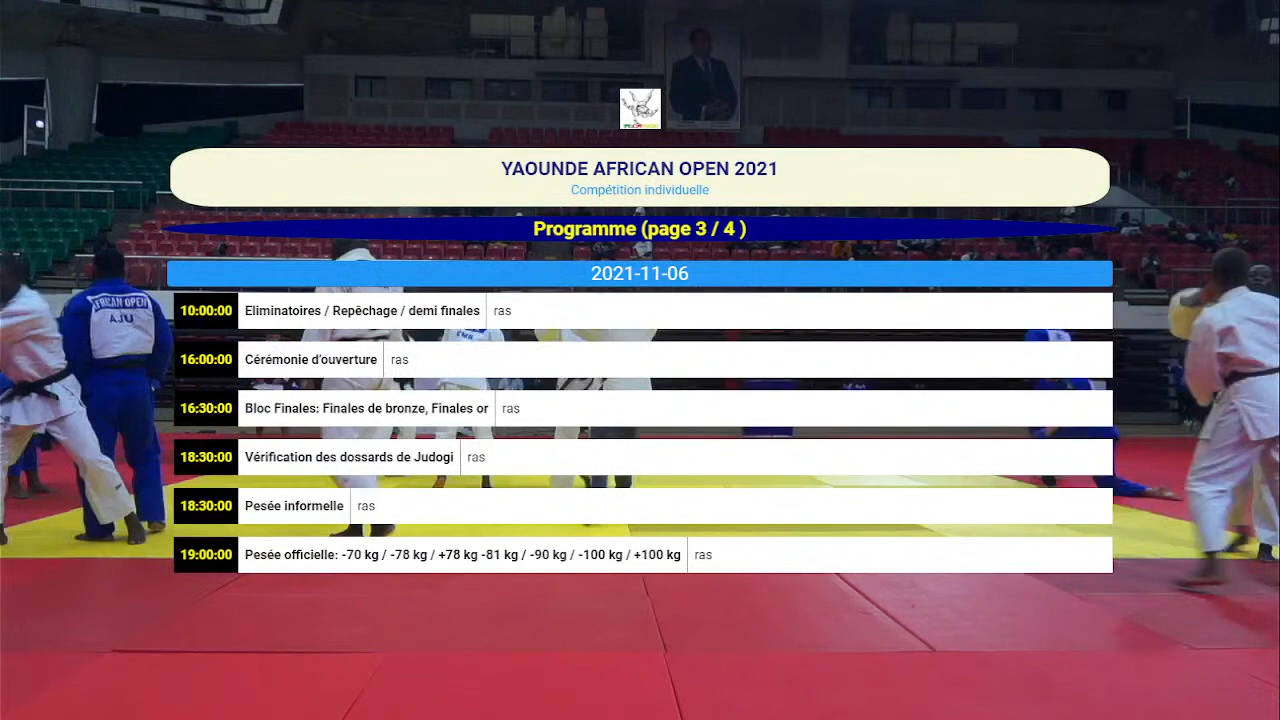 YAOUNDE AFRICAN OPEN 2021
Compétition individuelle
Programme (page 3 / 4 )
2021-11-06
10:00:00 Eliminatoires / Repêchage / demi finales ras
16:00:00 Cérémonie d'ouverture ras
16:30:00 Bloc Finales: Finales de bronze, Finales or ras
18:30:00 Vérification des dossards de Judogi ras
18:30:00 Pesée informelle ras
19:00:00 Pesée officielle: -70 kg / -78 kg / +78 kg -81 kg / -90 kg / -100 kg / +100 kg ras
AFRICAN OPEN
AJU